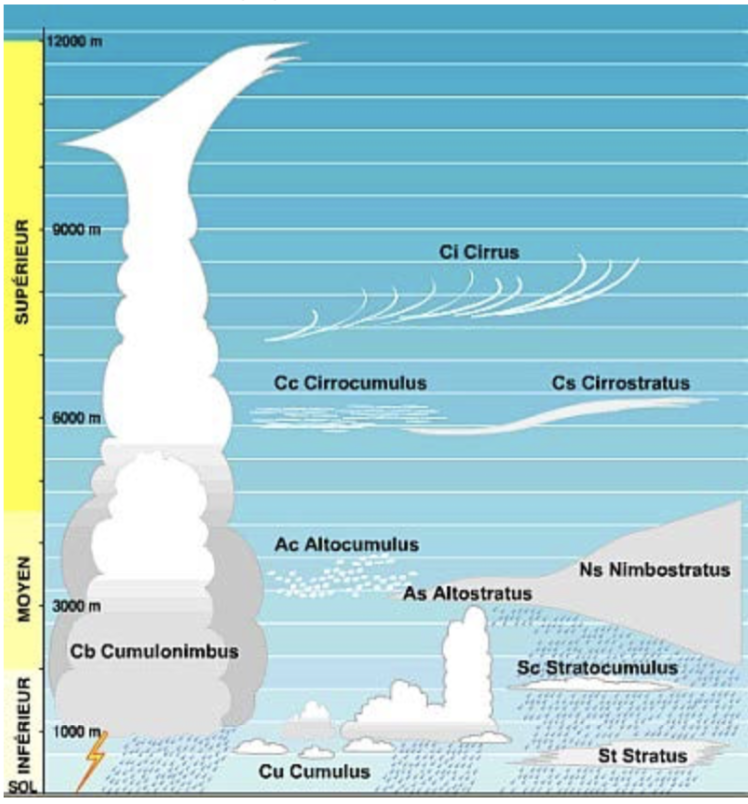 12000 m
SUPÉRIEUR
9000 m
Ci Cirrus
Cc Cirrocumulus
Cs Cirrostratus
6000 m
Ac Altocumulus
MOYEN
Ns Nimbostratus
As Altostratus
3000 m
Cb Cumulonimbus
Sc Stratocumulus
INFÉRIEUR
1000 m
St Stratus
Cu Cumulus
SOL